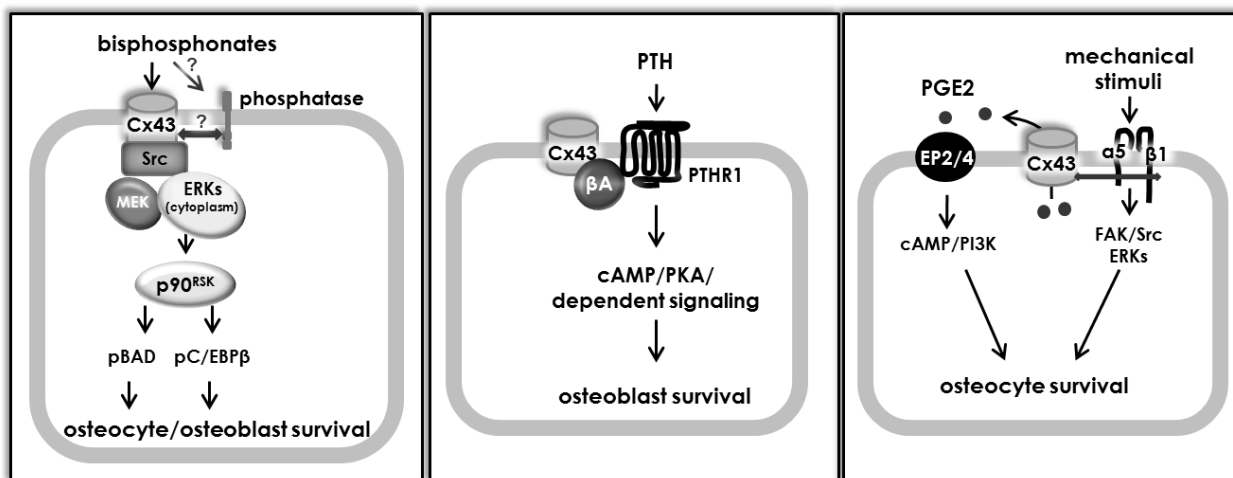 bisphosphonates
?
phosphatase
Cx43
?
Src
MEK
ERKs
(cytoplasm)
p90RSK
pBAD
pC/EBPβ
osteocyte/osteoblast survival
PTH
Cx43
βA
PTHR1
cAMP/PKA/
dependent signaling
osteoblast survival
mechanical
stimuli
PGE2
EP2/4
Cx43
α5
β1
cAMP/PI3K
FAK/Src
ERKs
osteocyte survival